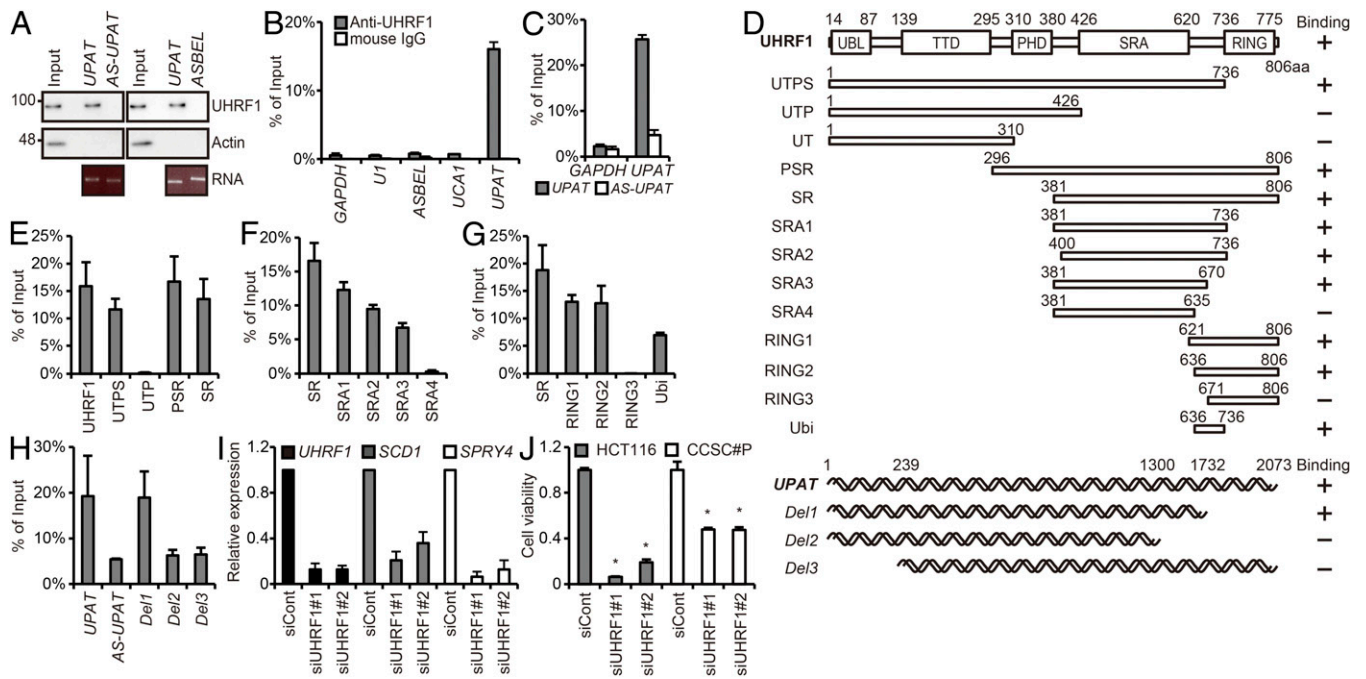 A
Input
UPAT
AS-UPAT
Input
UPAT
ASBEL
100
UHRF1
48
Actin
RNA
B
Anti-UHRF1
mouse IgG
% of Input
20%
10%
0%
GAPDH
U1
ASBEL
UCA1
UPAT
C
% of Input
30%
20%
10%
0%
GAPDH UPAT
UPAT AS-UPAT
D
14 87 139 295 310 380 426 620 736 775 Binding
UHRF1 UBL TTD PHD SRA RING +
806aa
1 736
UTPS +
1 426
UTP −
1 310
UT −
296 806
PSR +
381 806
SR +
381 736
SRA1 +
400 736
SRA2 +
381 670
SRA3 +
381 635
SRA4 −
621 806
RING1 +
636 806
RING2 +
671 806
RING3 −
636 736
Ubi +
1 239 1300 1732 2073 Binding
UPAT +
Del1 +
Del2 −
Del3 −
E
% of Input
25%
20%
15%
10%
5%
0%
UHRF1
UTPS
UTP
PSR
SR
F
% of Input
20%
15%
10%
5%
0%
SR
SRA1
SRA2
SRA3
SRA4
G
% of Input
25%
20%
15%
10%
5%
0%
SR
RING1
RING2
RING3
Ubi
H
% of Input
30%
20%
10%
0%
UPAT
AS-UPAT
Del1
Del2
Del3
I
UHRF1 SCD1 SPRY4
Relative expression
1.2
0.8
0.4
0
siCont
siUHRF1#1
siUHRF1#2
siCont
siUHRF1#1
siUHRF1#2
siCont
siUHRF1#1
siUHRF1#2
J
HCT116 CCSC#P
Cell viability
1.2
0.8
0.4
0
* * * *
siCont
siUHRF1#1
siUHRF1#2
siCont
siUHRF1#1
siUHRF1#2